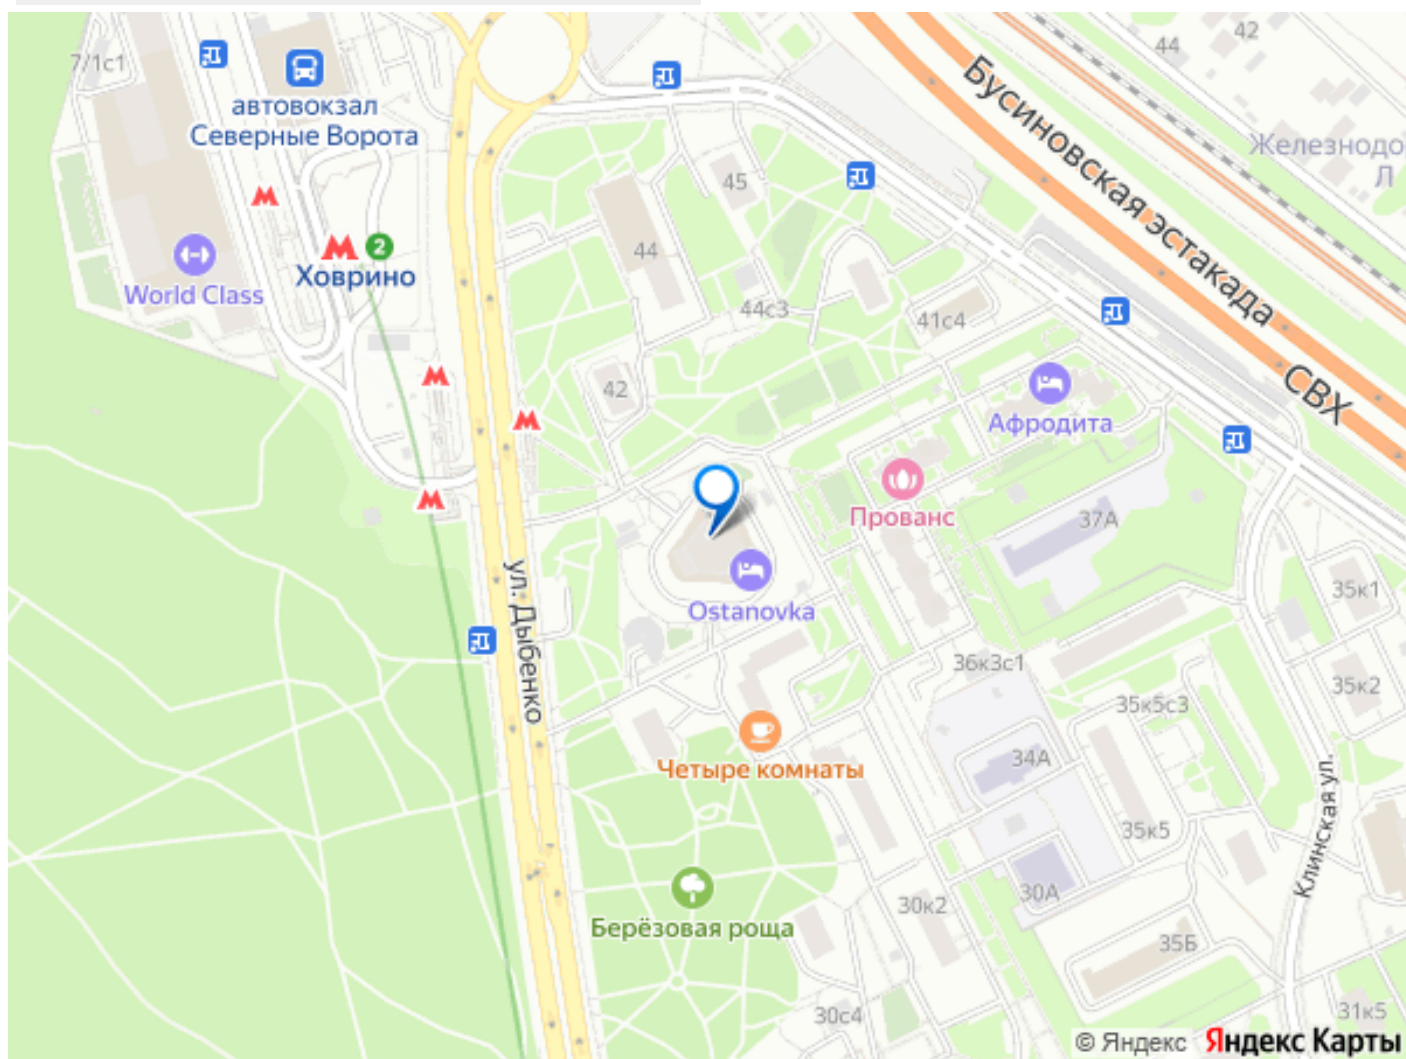 7/1с1
автовокзал
Северные Ворота
44
42
Бусиновская эстакада
Железнодо
Л
45
44
2
Ховрино
World Class
44с3
41с4
СВХ
42
Афродита
Прованс
37А
ул. Дыбенко
Ostanovka
35к1
36к3с1
35к2
35к5с3
Четыре комнаты
34А
35к5
Клинская ул.
30А
30к2
Берёзовая роща
35Б
30с4
31к5
© Яндекс Яндекс Карты